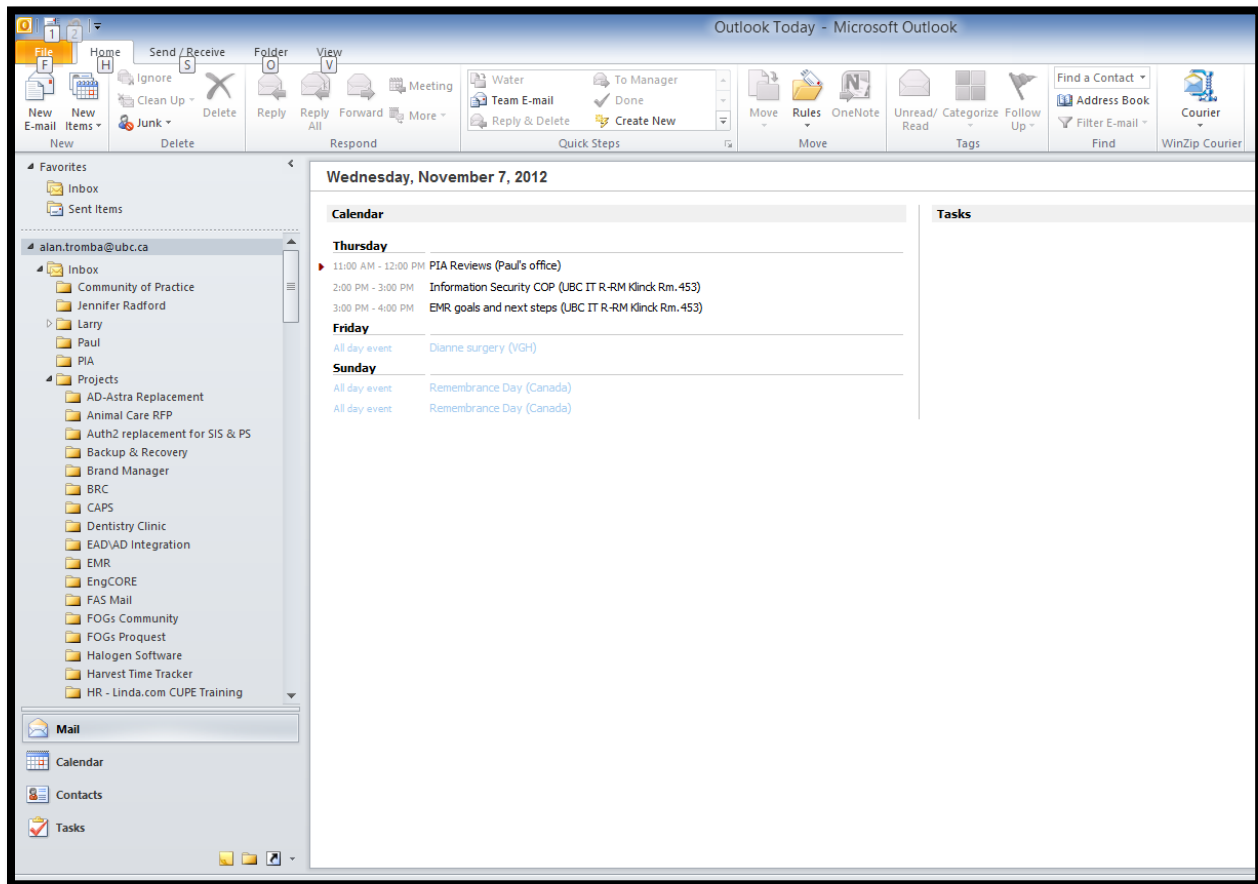 Outlook Today - Microsoft Outlook
1 2
File Home Send / Receive Folder View
F H S O V
New E-mail
New Items
Ignore
Clean Up
Junk
Delete
Reply
Reply All
Forward
Meeting
More
Water
Team E-mail
Reply & Delete
To Manager
Done
Create New
Move
Rules
OneNote
Unread/ Read
Categorize
Follow Up
Find a Contact
Address Book
Filter E-mail
Courier
New Delete Respond Quick Steps Move Tags Find WinZip Courier
Favorites
Inbox
Sent Items
alan.tromba@ubc.ca
Inbox
Community of Practice
Jennifer Radford
Larry
Paul
PIA
Projects
AD-Astra Replacement
Animal Care RFP
Auth2 replacement for SIS & PS
Backup & Recovery
Brand Manager
BRC
CAPS
Dentistry Clinic
EAD\AD Integration
EMR
EngCORE
FAS Mail
FOGs Community
FOGs Proquest
Halogen Software
Harvest Time Tracker
HR - Linda.com CUPE Training
Mail
Calendar
Contacts
Tasks
Wednesday, November 7, 2012
Calendar
Thursday
11:00 AM - 12:00 PM PIA Reviews (Paul's office)
2:00 PM - 3:00 PM Information Security COP (UBC IT R-RM Klinck Rm.453)
3:00 PM - 4:00 PM EMR goals and next steps (UBC IT R-RM Klinck Rm.453)
Friday
All day event Dianne surgery (VGH)
Sunday
All day event Remembrance Day (Canada)
All day event Remembrance Day (Canada)
Tasks